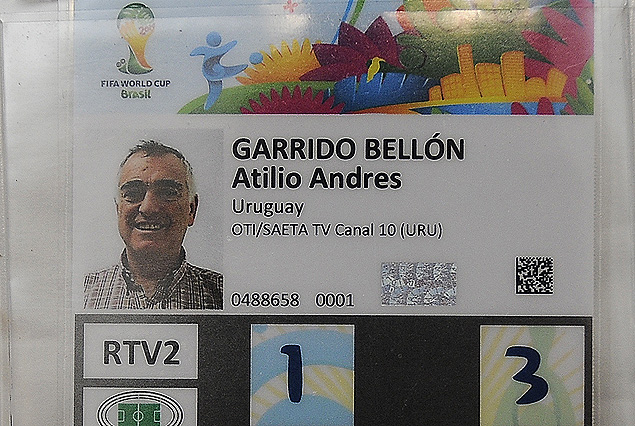 FIFA WORLD CUP
Brasil
GARRIDO BELLÓN
Atilio Andres
Uruguay
OTI/SAETA TV Canal 10 (URU)
0488658 0001
RTV2
1
3